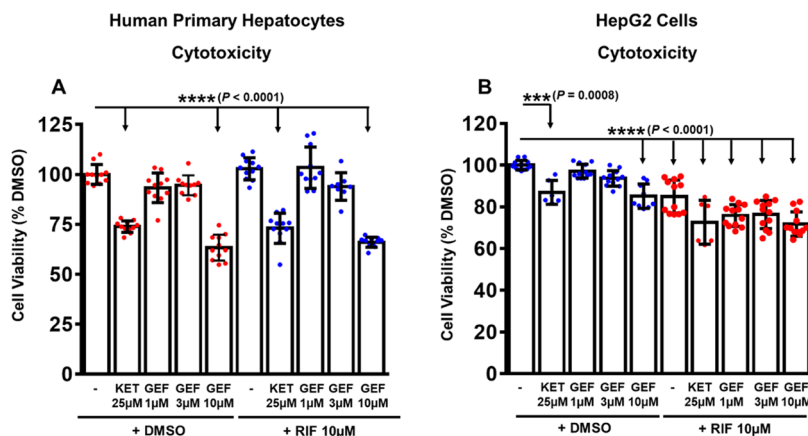 Human Primary Hepatocytes
Cytotoxicity
A
**** (P < 0.0001)
Cell Viability (% DMSO)
125
100
75
50
25
0
- KET GEF GEF GEF - KET GEF GEF GEF
25µM 1µM 3µM 10µM 25µM 1µM 3µM 10µM
+ DMSO + RIF 10µM
HepG2 Cells
Cytotoxicity
B
*** (P = 0.0008)
**** (P < 0.0001)
Cell Viability (% DMSO)
120
100
80
60
40
20
0
- KET GEF GEF GEF - KET GEF GEF GEF
25µM 1µM 3µM 10µM 25µM 1µM 3µM 10µM
+ DMSO + RIF 10µM